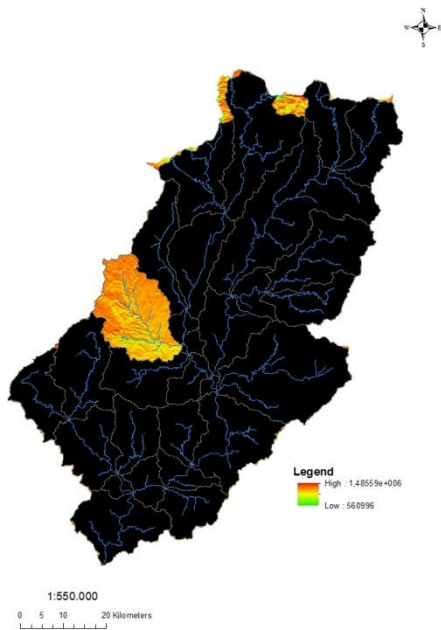 N
W E
S
Legend
High : 1,48559e+006
Low : 560996
1:550.000
0 5 10 20 Kilometers